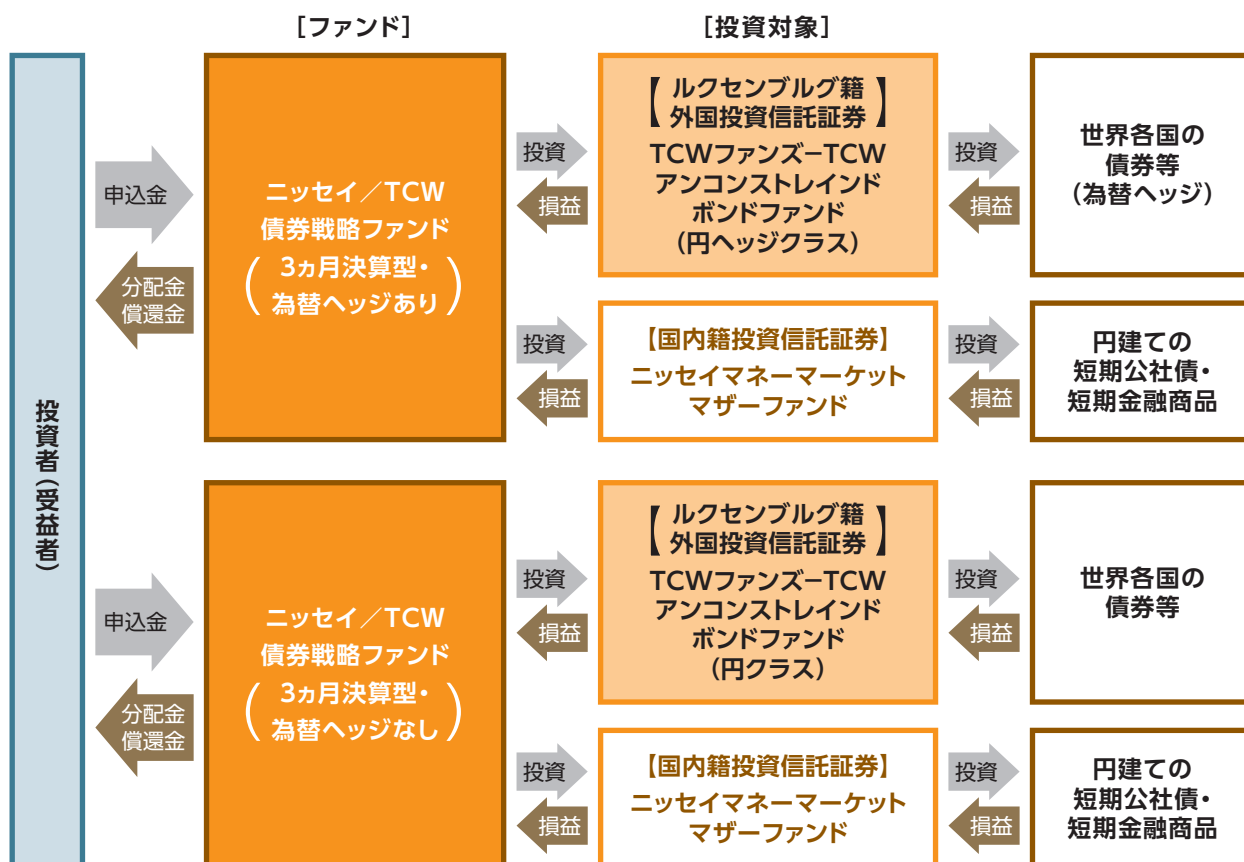 ［ファンド］
［投資対象］
投資者（受益者）
申込金
分配金
償還金
ニッセイ／TCW
債券戦略ファンド
（3ヵ月決算型・
為替ヘッジあり）
投資
損益
【ルクセンブルグ籍
外国投資信託証券】
TCWファンズ−TCW
アンコンストレインド
ボンドファンド
（円ヘッジクラス）
投資
損益
世界各国の
債券等
（為替ヘッジ）
投資
損益
【国内籍投資信託証券】
ニッセイマネーマーケット
マザーファンド
投資
損益
円建ての
短期公社債・
短期金融商品
申込金
分配金
償還金
ニッセイ／TCW
債券戦略ファンド
（3ヵ月決算型・
為替ヘッジなし）
投資
損益
【ルクセンブルグ籍
外国投資信託証券】
TCWファンズ−TCW
アンコンストレインド
ボンドファンド
（円クラス）
投資
損益
世界各国の
債券等
投資
損益
【国内籍投資信託証券】
ニッセイマネーマーケット
マザーファンド
投資
損益
円建ての
短期公社債・
短期金融商品